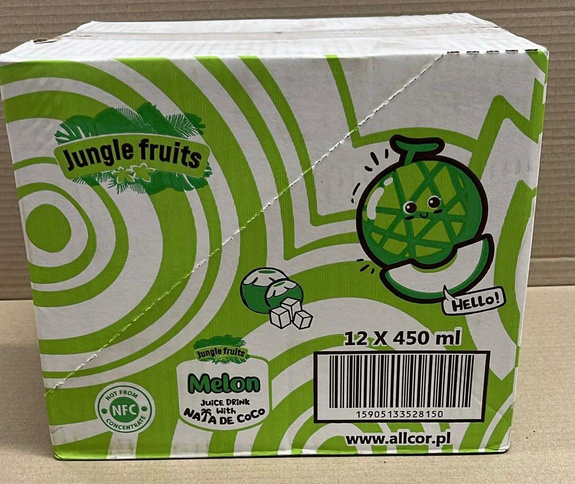 Jungle fruits
HELLO!
12 X 450 ml
Jungle fruits
Melon
JUICE DRINK
with
NATA DE COCO
NOT FROM
NFC
CONCENTRATE
15905133528150
www.allcor.pl